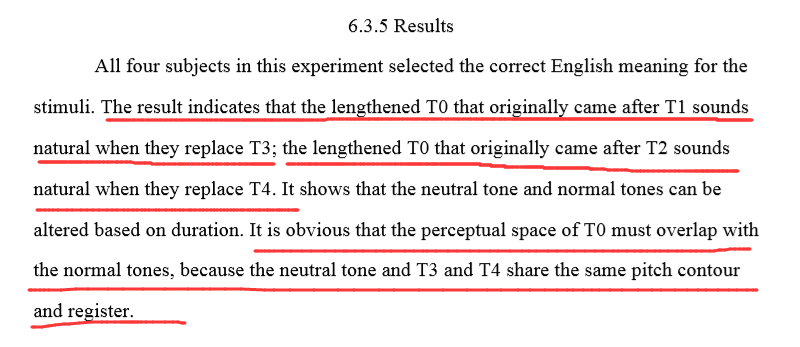 6.3.5 Results
All four subjects in this experiment selected the correct English meaning for the
stimuli. The result indicates that the lengthened T0 that originally came after T1 sounds
natural when they replace T3; the lengthened T0 that originally came after T2 sounds
natural when they replace T4. It shows that the neutral tone and normal tones can be
altered based on duration. It is obvious that the perceptual space of T0 must overlap with
the normal tones, because the neutral tone and T3 and T4 share the same pitch contour
and register.